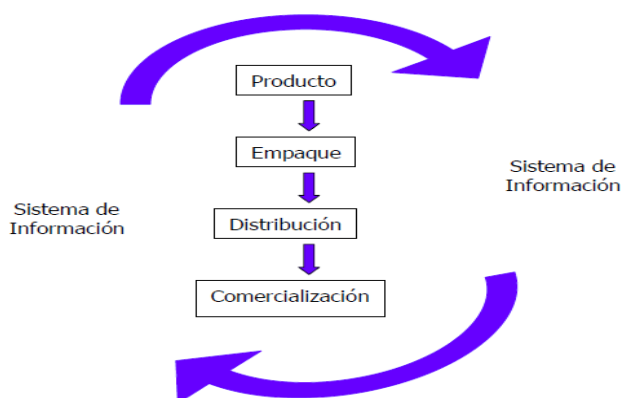 Producto
Empaque
Sistema de
Información
Sistema de
Información
Distribución
Comercialización